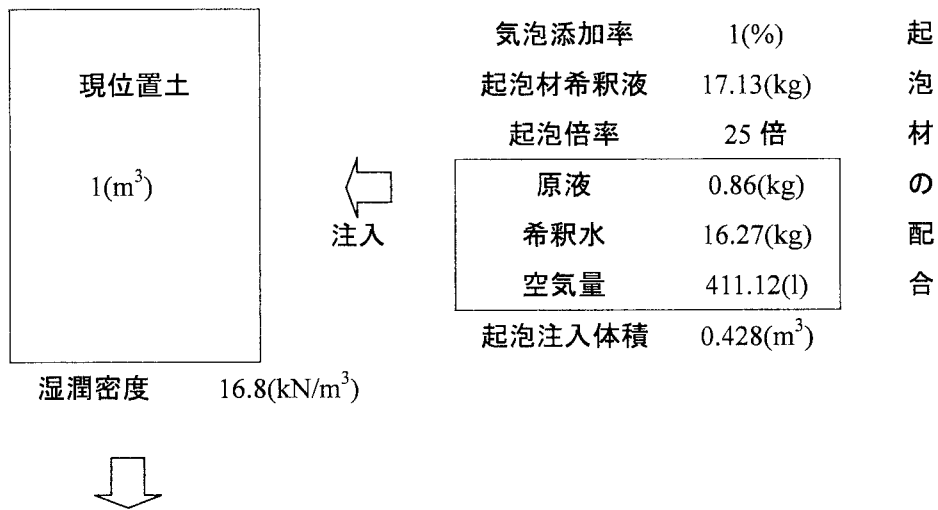 現位置土
1(m³)
湿潤密度 16.8(kN/m³)
注入
気泡添加率 1(%)
起泡材希釈液 17.13(kg)
起泡倍率 25 倍
原液 0.86(kg)
希釈水 16.27(kg)
空気量 411.12(l)
起泡注入体積 0.428(m³)
起泡材の配合